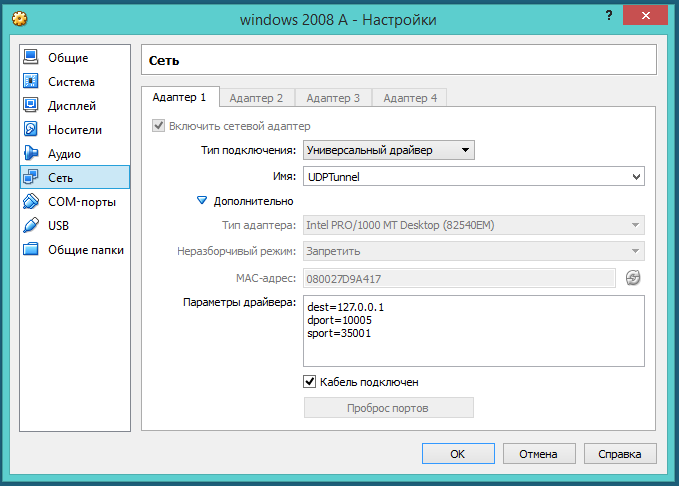 windows 2008 A - Настройки
?
Общие
Система
Дисплей
Носители
Аудио
Сеть
COM-порты
USB
Общие папки
Сеть
Адаптер 1 Адаптер 2 Адаптер 3 Адаптер 4
Включить сетевой адаптер
Тип подключения: Универсальный драйвер
Имя: UDPTunnel
Дополнительно
Тип адаптера: Intel PRO/1000 MT Desktop (82540EM)
Неразборчивый режим: Запретить
MAC-адрес: 080027D9A417
Параметры драйвера: dest=127.0.0.1
dport=10005
sport=35001
Кабель подключен
Проброс портов
OK Отмена Справка